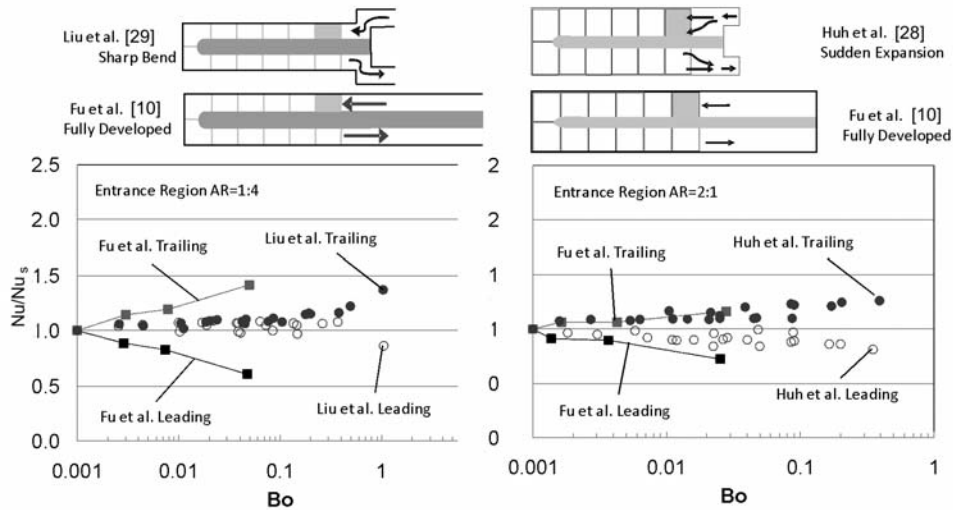 Liu et al. [29]
Sharp Bend
Fu et al. [10]
Fully Developed
2.5
2.0
1.5
1.0
0.5
0.0
Nu/Nus
Entrance Region AR=1:4
Fu et al. Trailing
Liu et al. Trailing
Fu et al. Leading
Liu et al. Leading
0.001
0.01
0.1
1
Bo
Huh et al. [28]
Sudden Expansion
Fu et al. [10]
Fully Developed
2
2
1
1
0
2
Entrance Region AR=2:1
Fu et al. Trailing
Huh et al. Trailing
Fu et al. Leading
Huh et al. Leading
0.001
0.01
0.1
1
Bo